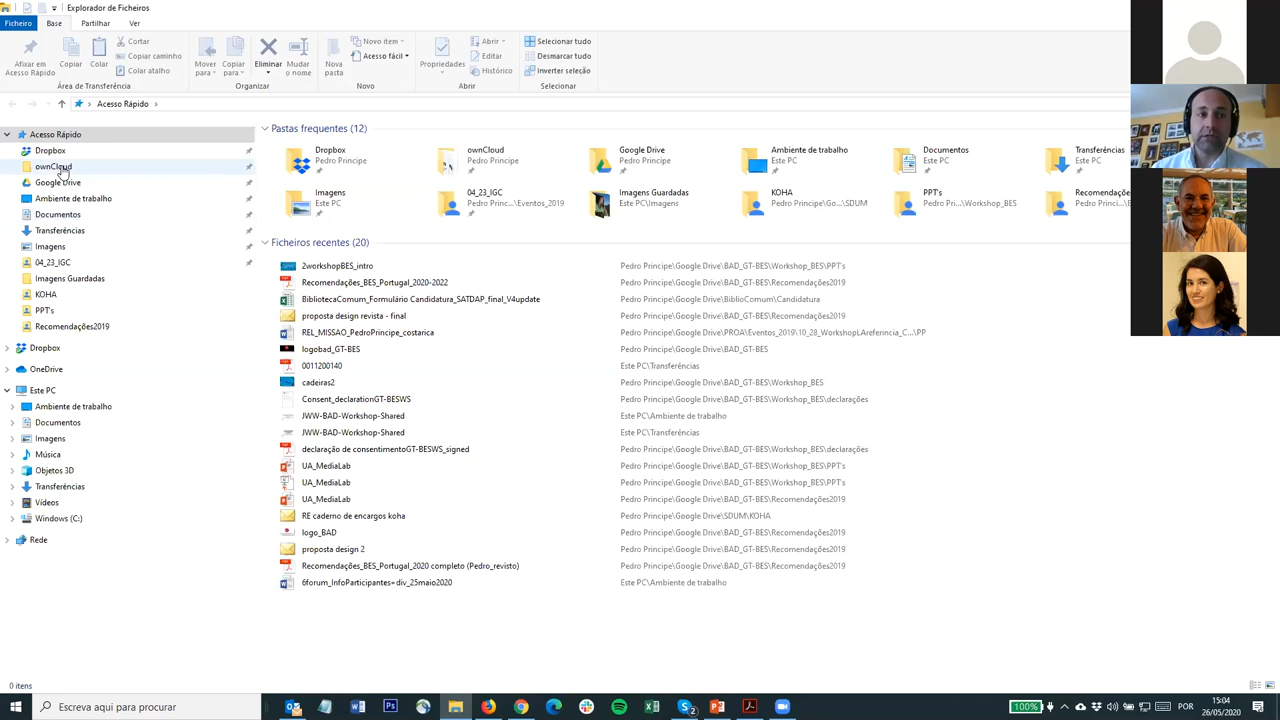 Explorador de Ficheiros
Ficheiro Base Partilhar Ver
Afixar em Acesso Rápido
Copiar
Colar
Cortar
Copiar caminho
Colar atalho
Mover para
Copiar para
Eliminar
Mudar o nome
Nova pasta
Novo item
Acesso fácil
Propriedades
Abrir
Editar
Histórico
Selecionar tudo
Desmarcar tudo
Inverter seleção
Área de Transferência
Organizar
Novo
Abrir
Selecionar
Acesso Rápido
Acesso Rápido
Dropbox
ownCloud
Google Drive
Ambiente de trabalho
Documentos
Transferências
Imagens
04_23_IGC
Imagens Guardadas
KOHA
PPT's
Recomendações2019
Dropbox
OneDrive
Este PC
Ambiente de trabalho
Documentos
Imagens
Música
Objetos 3D
Transferências
Vídeos
Windows (C:)
Rede
Pastas frequentes (12)
Dropbox
Pedro Principe
ownCloud
Pedro Principe
Google Drive
Pedro Principe
Ambiente de trabalho
Este PC
Documentos
Este PC
Transferências
Este PC
Imagens
Este PC
04_23_IGC
Pedro Princ...\Eventos_2019
Imagens Guardadas
Este PC\Imagens
KOHA
Pedro Principe\Go...\SDUM
PPT's
Pedro Pri...\Workshop_BES
Recomendaçõe
Pedro Princi...\E
Ficheiros recentes (20)
2workshopBES_intro Pedro Principe\Google Drive\BAD_GT-BES\Workshop_BES\PPT's
Recomendações_BES_Portugal_2020-2022 Pedro Principe\Google Drive\BAD_GT-BES\Recomendações2019
BibliotecaComum_Formulário Candidatura_SATDAP_final_V4update Pedro Principe\Google Drive\BiblioComum\Candidatura
proposta design revista - final Pedro Principe\Google Drive\BAD_GT-BES\Recomendações2019
REL_MISSAO_PedroPrincipe_costarica Pedro Principe\Google Drive\PROA\Eventos_2019\10_28_WorkshopLAreferincia_C...\PP
logobad_GT-BES Pedro Principe\Google Drive\BAD_GT-BES
0011200140 Este PC\Transferências
cadeiras2 Pedro Principe\Google Drive\BAD_GT-BES\Workshop_BES
Consent_declarationGT-BESWS Pedro Principe\Google Drive\BAD_GT-BES\Workshop_BES\declarações
JWW-BAD-Workshop-Shared Este PC\Ambiente de trabalho
JWW-BAD-Workshop-Shared Este PC\Transferências
declaração de consentimentoGT-BESWS_signed Pedro Principe\Google Drive\BAD_GT-BES\Workshop_BES\declarações
UA_MediaLab Pedro Principe\Google Drive\BAD_GT-BES\Workshop_BES\PPT's
UA_MediaLab Pedro Principe\Google Drive\BAD_GT-BES\Workshop_BES\PPT's
UA_MediaLab Pedro Principe\Google Drive\BAD_GT-BES\Recomendações2019
RE caderno de encargos koha Pedro Principe\Google Drive\SDUM\KOHA
logo_BAD Pedro Principe\Google Drive\BAD_GT-BES\Recomendações2019
proposta design 2 Pedro Principe\Google Drive\BAD_GT-BES\Recomendações2019
Recomendações_BES_Portugal_2020 completo (Pedro_revisto) Pedro Principe\Google Drive\BAD_GT-BES\Recomendações2019
6forum_InfoParticipantes+div_25maio2020 Este PC\Ambiente de trabalho
0 itens
Escreva aqui para procurar
100%
POR
15:04
26/05/2020